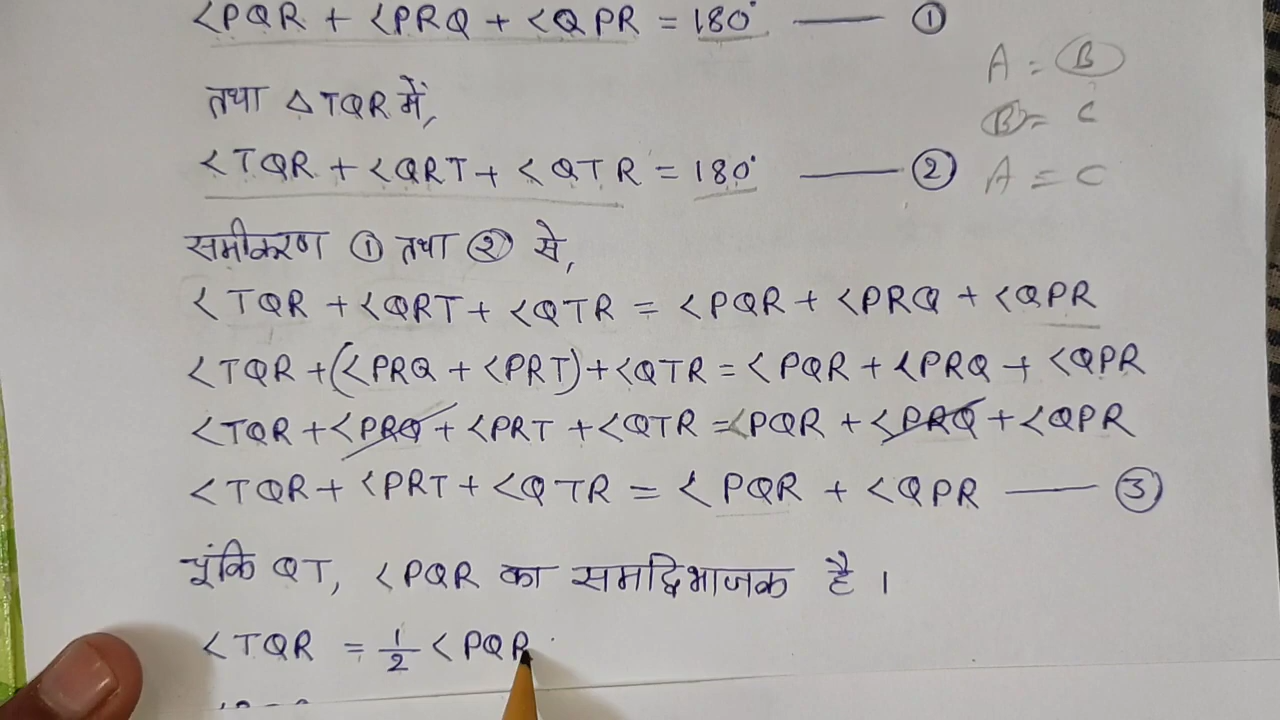 <PQR + <PRQ + <QPR = 180° —— ①
A = B
B = C
A = C
तथा △TQR में,
<TQR + <QRT + <QTR = 180° —— ②
समीकरण ① तथा ② से,
<TQR + <QRT + <QTR = <PQR + <PRQ + <QPR
<TQR + (<PRQ + <PRT) + <QTR = <PQR + <PRQ + <QPR
<TQR + <PRQ + <PRT + <QTR = <PQR + <PRQ + <QPR
<TQR + <PRT + <QTR = <PQR + <QPR —— ③
चूंकि QT, <PQR का समद्विभाजक है ।
<TQR = 1/2 <PQR